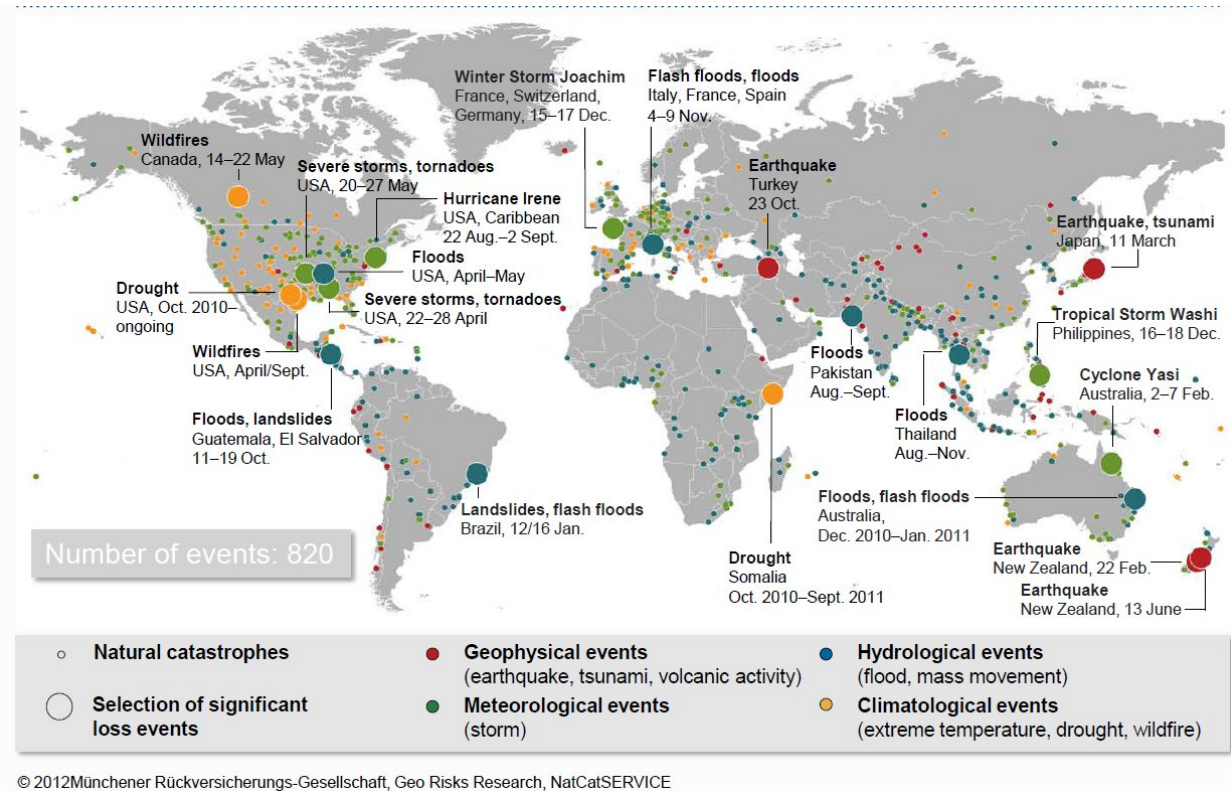 Winter Storm Joachim
France, Switzerland,
Germany, 15–17 Dec.
Flash floods, floods
Italy, France, Spain
4–9 Nov.
Wildfires
Canada, 14–22 May
Severe storms, tornadoes
USA, 20–27 May
Earthquake
Turkey
23 Oct.
Hurricane Irene
USA, Caribbean
22 Aug.–2 Sept.
Earthquake, tsunami
Japan, 11 March
Floods
USA, April–May
Drought
USA, Oct. 2010–
ongoing
Severe storms, tornadoes
USA, 22–28 April
Tropical Storm Washi
Philippines, 16–18 Dec.
Wildfires
USA, April/Sept.
Floods
Pakistan
Aug.–Sept.
Cyclone Yasi
Australia, 2–7 Feb.
Floods, landslides
Guatemala, El Salvador
11–19 Oct.
Floods
Thailand
Aug.–Nov.
Landslides, flash floods
Brazil, 12/16 Jan.
Floods, flash floods
Australia,
Dec. 2010–Jan. 2011
Number of events: 820
Drought
Somalia
Oct. 2010–Sept. 2011
Earthquake
New Zealand, 22 Feb.
Earthquake
New Zealand, 13 June
Natural catastrophes
Selection of significant
loss events
Geophysical events
(earthquake, tsunami, volcanic activity)
Meteorological events
(storm)
Hydrological events
(flood, mass movement)
Climatological events
(extreme temperature, drought, wildfire)
© 2012Münchener Rückversicherungs-Gesellschaft, Geo Risks Research, NatCatSERVICE